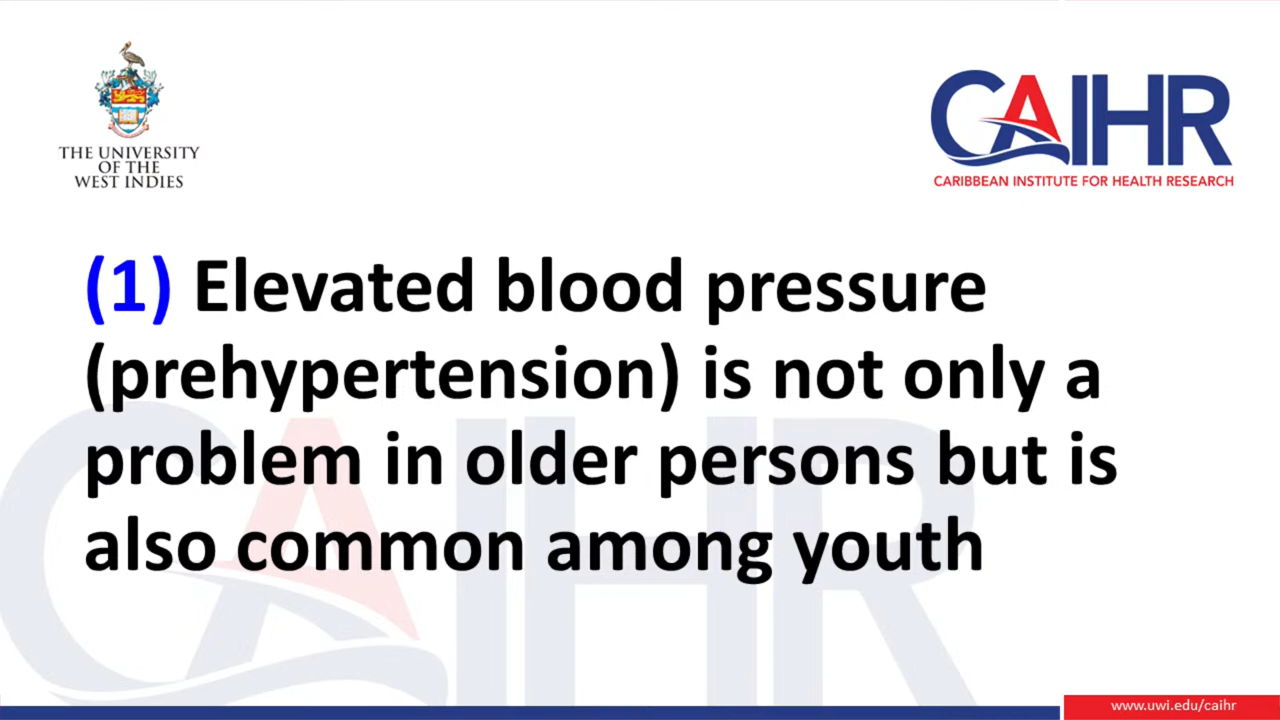 THE UNIVERSITY
OF THE
WEST INDIES
CAIHR
CARIBBEAN INSTITUTE FOR HEALTH RESEARCH
(1) Elevated blood pressure
(prehypertension) is not only a
problem in older persons but is
also common among youth
CAIHR
www.uwi.edu/caihr